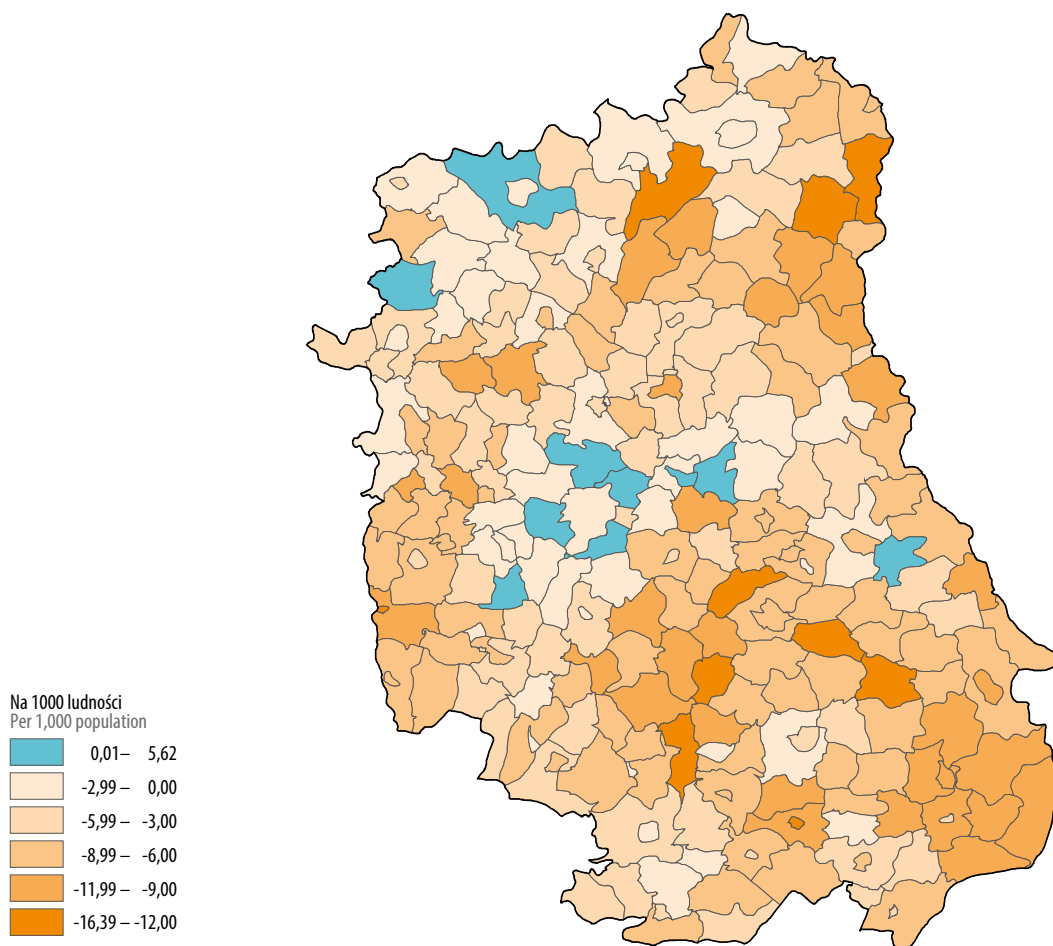 Na 1000 ludności
Per 1,000 population
0,01– 5,62
-2,99 – 0,00
-5,99 – -3,00
-8,99 – -6,00
-11,99 – -9,00
-16,39 – -12,00